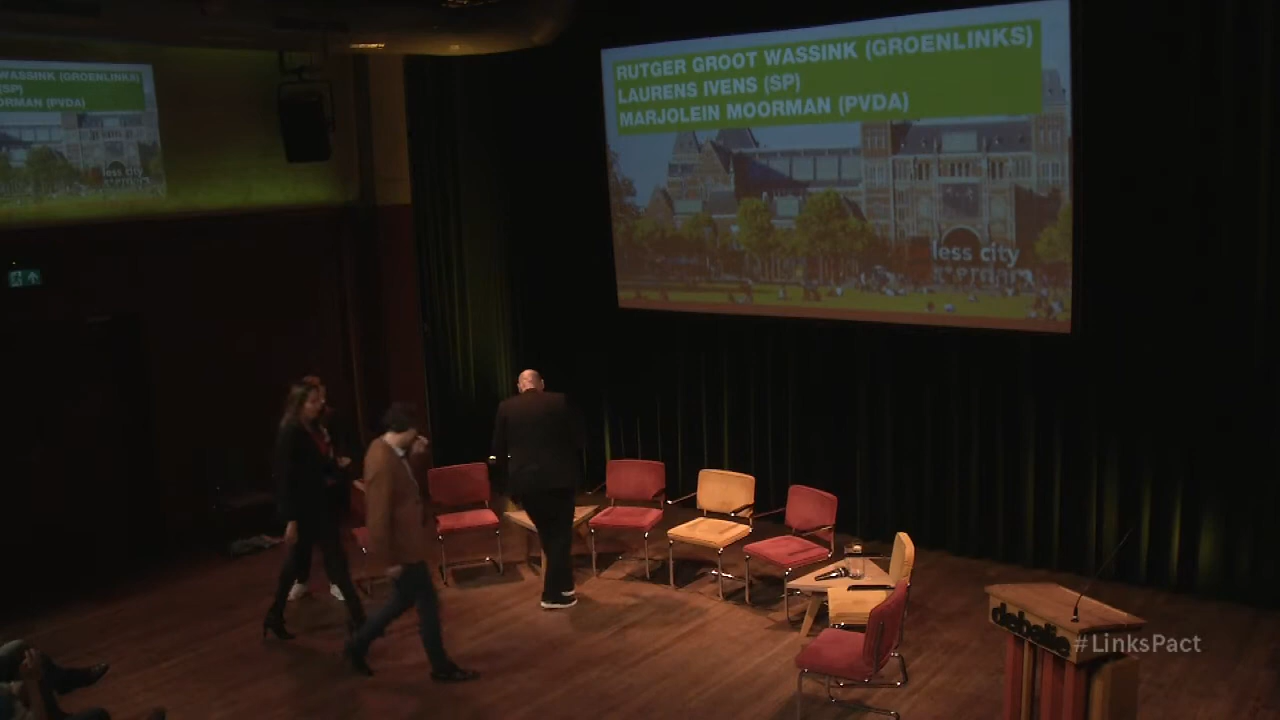 RUTGER GROOT WASSINK (GROENLINKS)
LAURENS IVENS (SP)
MARJOLEIN MOORMAN (PVDA)
WASSINK (GROENLINKS)
(SP)
ORMAN (PVDA)
less city
less city
debalie
#LinksPact